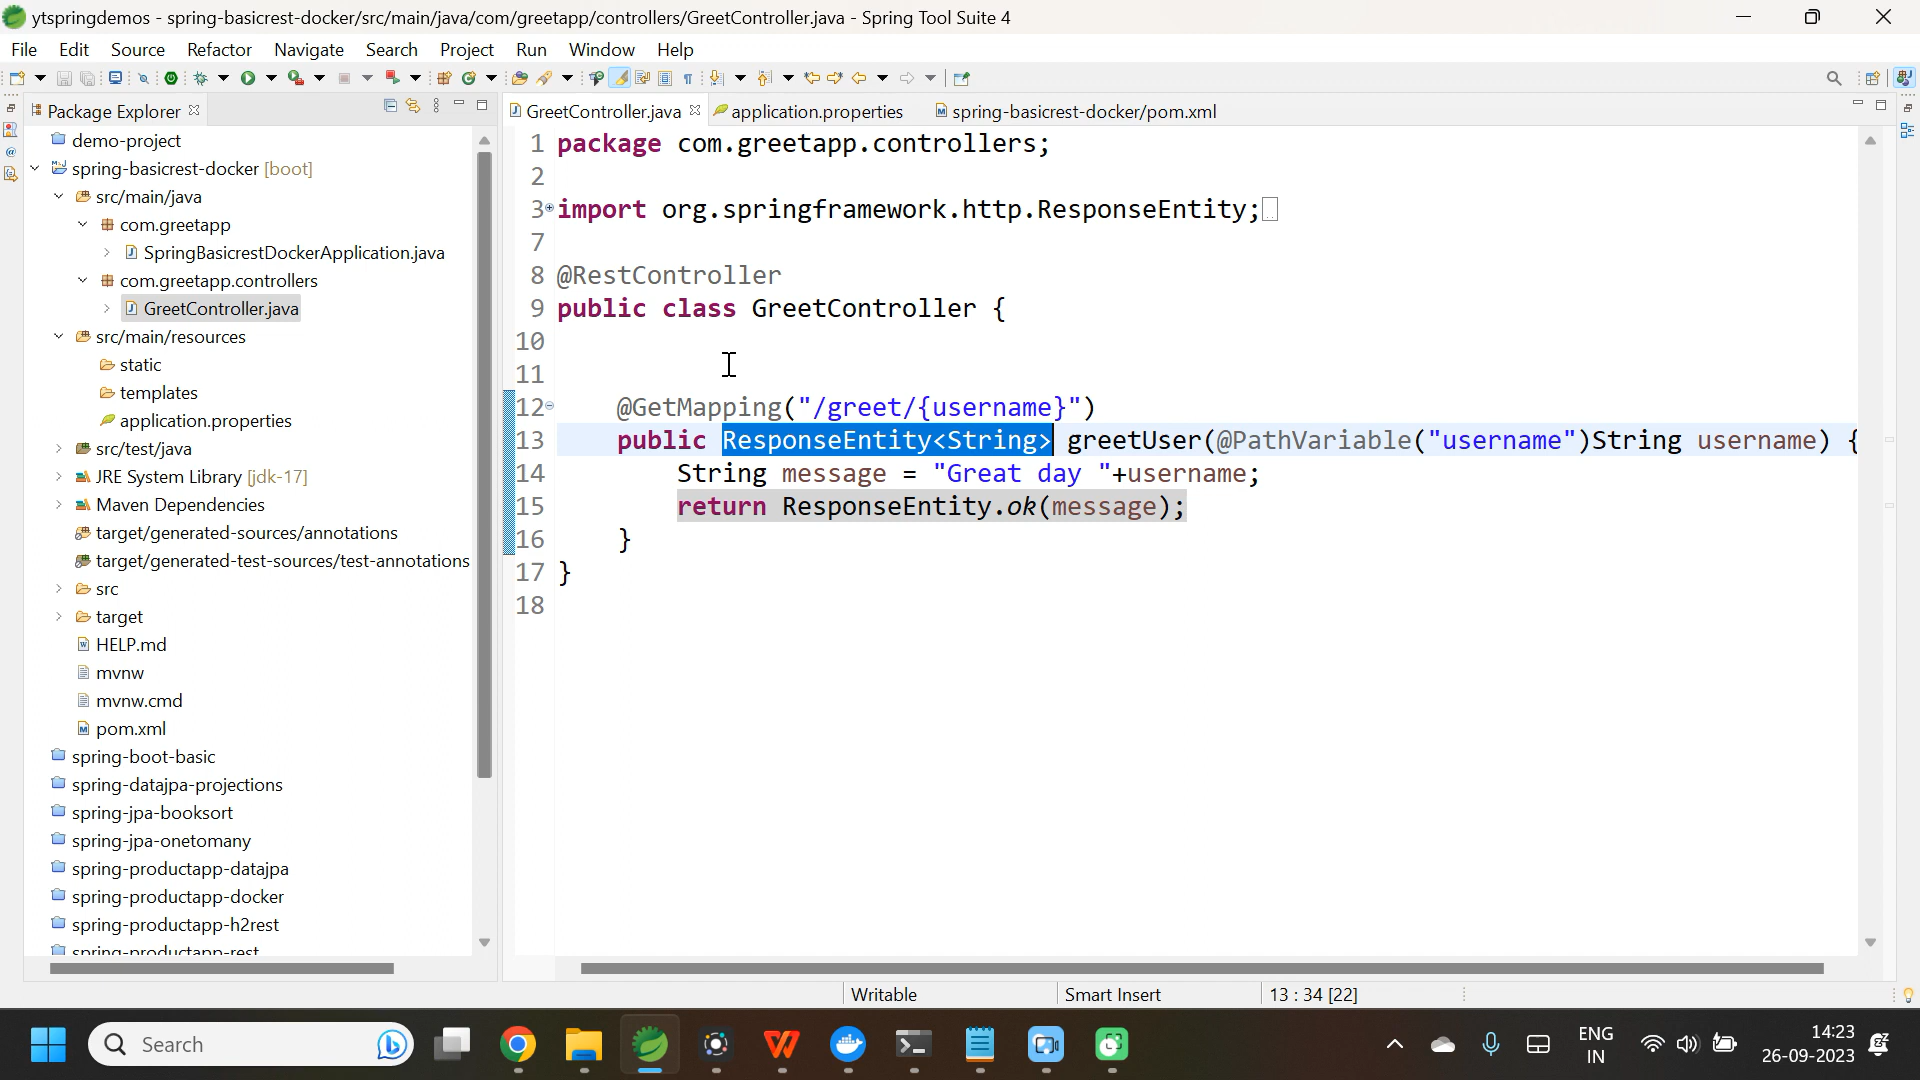 ytspringdemos - spring-basicrest-docker/src/main/java/com/greetapp/controllers/GreetController.java - Spring Tool Suite 4
File Edit Source Refactor Navigate Search Project Run Window Help
Package Explorer
demo-project
spring-basicrest-docker [boot]
src/main/java
com.greetapp
SpringBasicrestDockerApplication.java
com.greetapp.controllers
GreetController.java
src/main/resources
static
templates
application.properties
src/test/java
JRE System Library [jdk-17]
Maven Dependencies
target/generated-sources/annotations
target/generated-test-sources/test-annotations
src
target
HELP.md
mvnw
mvnw.cmd
pom.xml
spring-boot-basic
spring-datajpa-projections
spring-jpa-booksort
spring-jpa-onetomany
spring-productapp-datajpa
spring-productapp-docker
spring-productapp-h2rest
spring-productapp-rest
GreetController.java application.properties spring-basicrest-docker/pom.xml
1 package com.greetapp.controllers;
2
3 import org.springframework.http.ResponseEntity;
7
8 @RestController
9 public class GreetController {
10
11
12 @GetMapping("/greet/{username}")
13 public ResponseEntity<String> greetUser(@PathVariable("username")String username) {
14 String message = "Great day "+username;
15 return ResponseEntity.ok(message);
16 }
17 }
18
Writable Smart Insert 13 : 34 [22]
Search
ENG
IN
14:23
26-09-2023